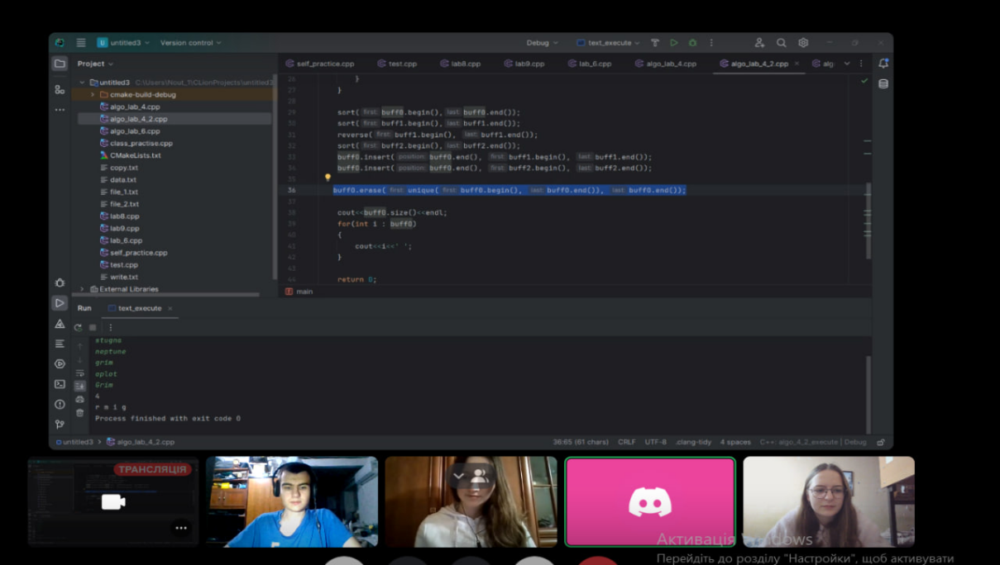 U untitled3 Version control Debug text_execute
Project
self_practice.cpp test.cpp lab8.cpp lab9.cpp lab_6.cpp algo_lab_4.cpp algo_lab_4_2.cpp × alg
untitled3 C:\Users\Nout_T\CLionProjects\untitled3
cmake-build-debug
algo_lab_4.cpp
algo_lab_4_2.cpp
algo_lab_6.cpp
class_practise.cpp
CMakeLists.txt
copy.txt
data.txt
file_1.txt
file_2.txt
lab8.cpp
lab9.cpp
lab_6.cpp
self_practice.cpp
test.cpp
write.txt
External Libraries
26 }
27 }
28
29 sort( first: buff0.begin(), last: buff0.end());
30 sort( first: buff1.begin(), last: buff1.end());
31 reverse( first: buff1.begin(), last: buff1.end());
32 sort( first: buff2.begin(), last: buff2.end());
33 buff0.insert( position: buff0.end(), first: buff1.begin(), last: buff1.end());
34 buff0.insert( position: buff0.end(), first: buff2.begin(), last: buff2.end());
35
36 buff0.erase( first: unique( first: buff0.begin(), last: buff0.end()), last: buff0.end());
37
38 cout<<buff0.size()<<endl;
39 for(int i : buff0)
40 {
41 cout<<i<<' ';
42 }
43
44 return 0;
f main
Run text_execute ×
etugna
neptune
grim
oplot
Grim
4
r m i g
Process finished with exit code 0
untitled3 > algo_lab_4_2.cpp 36:65 (61 chars) CRLF UTF-8 .clang-tidy 4 spaces C++: algo_4_2_execute | Debug
ТРАНСЛЯЦІЯ
Активація Windows
Перейдіть до розділу "Настройки", щоб активувати